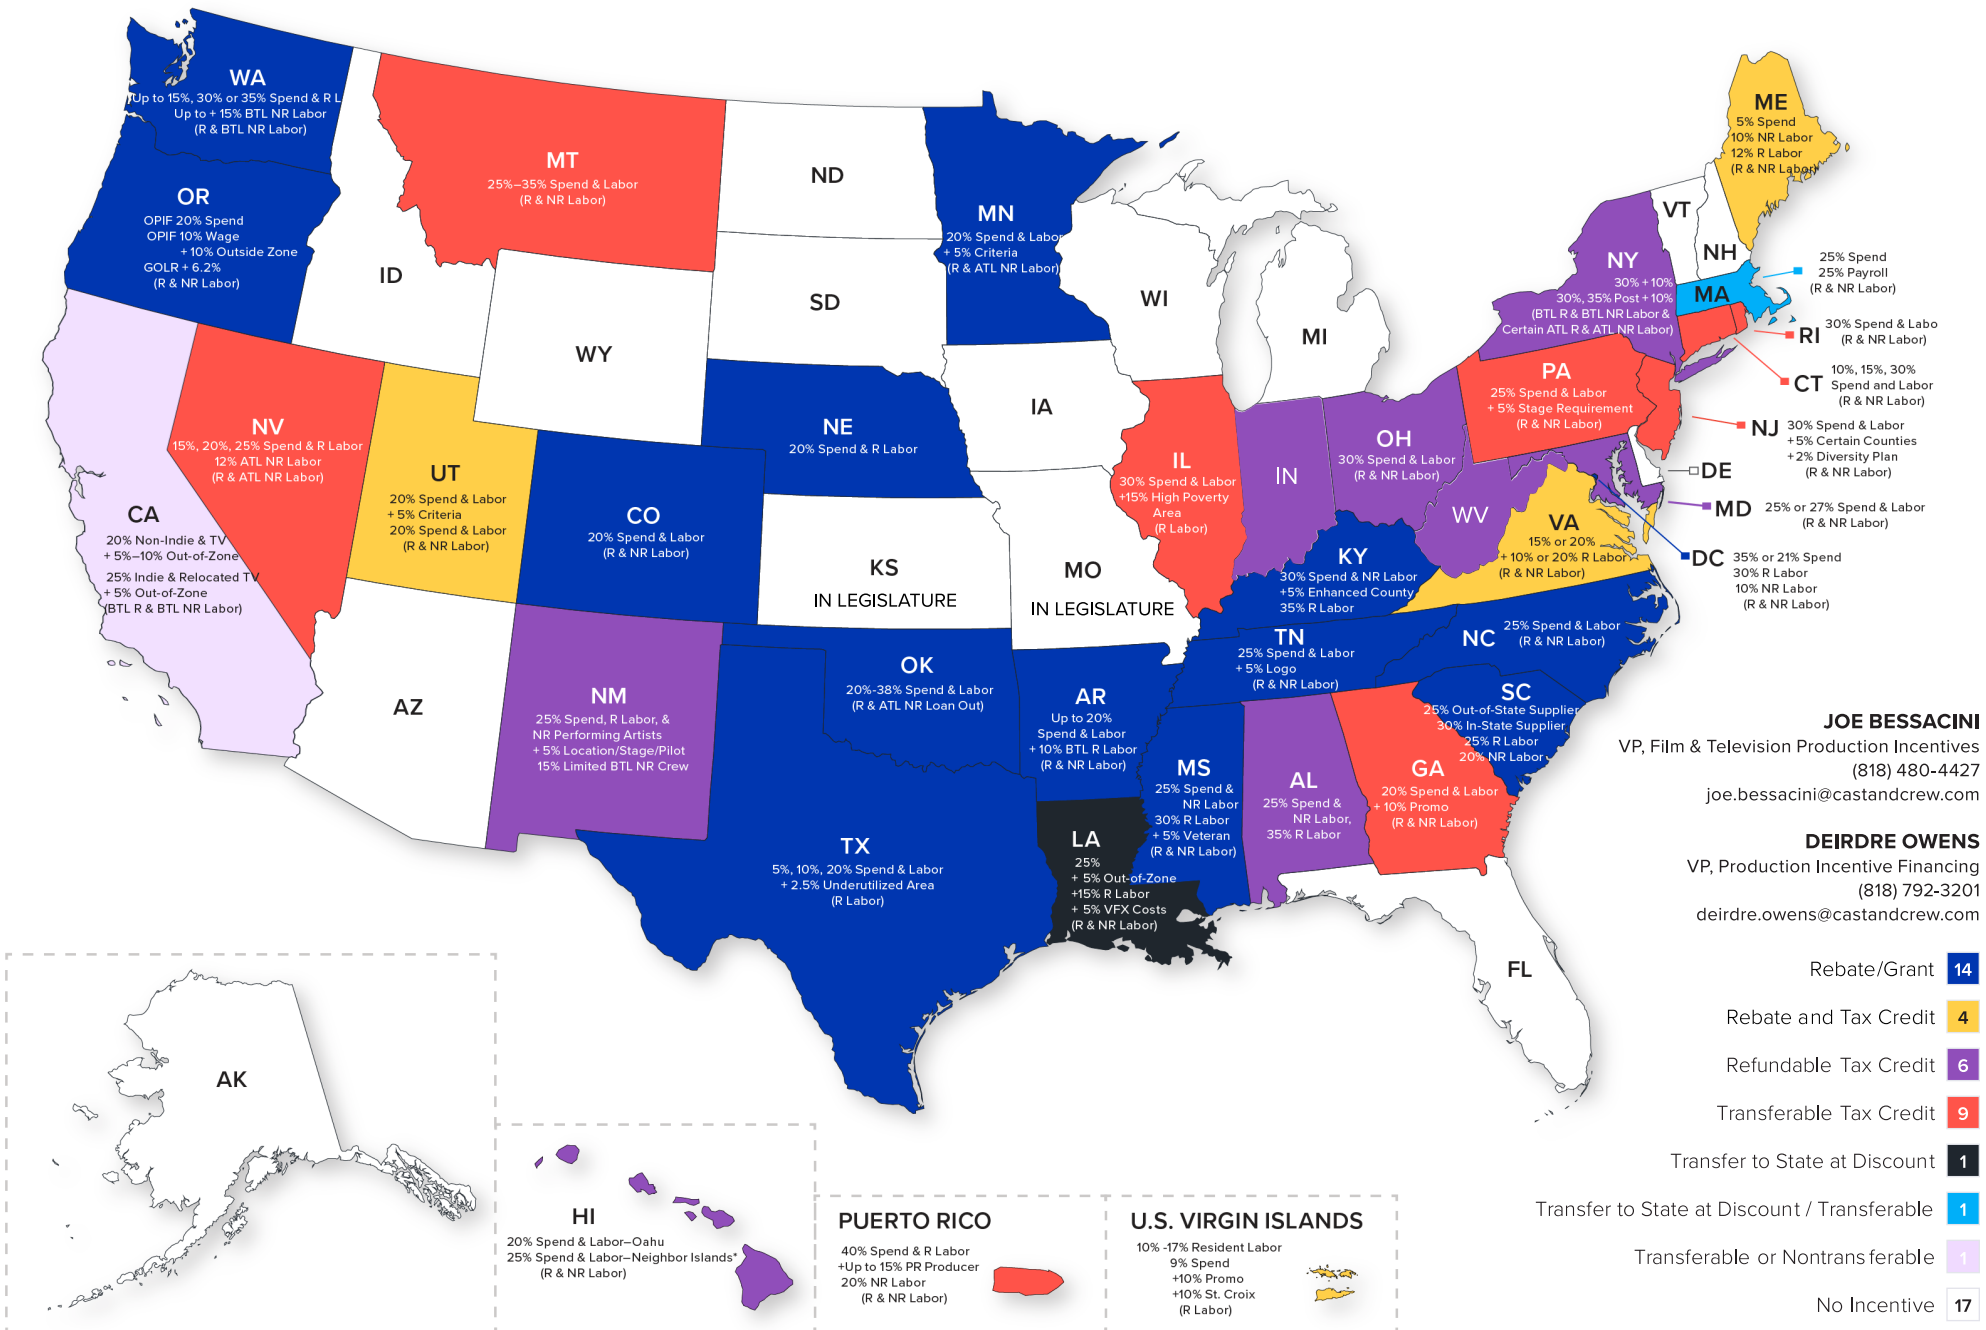 WA
Up to 15%, 30% or 35% Spend & R L
Up to + 15% BTL NR Labor
(R & BTL NR Labor)
OR
OPIF 20% Spend
OPIF 10% Wage
+ 10% Outside Zone
GOLR + 6.2%
(R & NR Labor)
ID
MT
25%–35% Spend & Labor
(R & NR Labor)
ND
SD
WY
MN
20% Spend & Labor
+ 5% Criteria
(R & ATL NR Labor)
WI
MI
IA
NE
20% Spend & R Labor
NV
15%, 20%, 25% Spend & R Labor
12% ATL NR Labor
(R & ATL NR Labor)
UT
20% Spend & Labor
+ 5% Criteria
20% Spend & Labor
(R & NR Labor)
CO
20% Spend & Labor
(R & NR Labor)
CA
20% Non-Indie & TV
+ 5%–10% Out-of-Zone
25% Indie & Relocated TV
+ 5% Out-of-Zone
(BTL R & BTL NR Labor)
KS
IN LEGISLATURE
MO
IN LEGISLATURE
IL
30% Spend & Labor
+15% High Poverty
Area
(R Labor)
IN
OH
30% Spend & Labor
(R & NR Labor)
WV
KY
30% Spend & NR Labor
+5% Enhanced County
35% R Labor
VA
15% or 20%
+ 10% or 20% R Labor
(R & NR Labor)
PA
25% Spend & Labor
+ 5% Stage Requirement
(R & NR Labor)
NY
30% + 10%
30%, 35% Post + 10%
(BTL R & BTL NR Labor &
Certain ATL R & ATL NR Labor)
VT
NH
ME
5% Spend
10% NR Labor
12% R Labor
(R & NR Labor)
MA
25% Spend
25% Payroll
(R & NR Labor)
RI
30% Spend & Labo
(R & NR Labor)
CT
10%, 15%, 30%
Spend and Labor
(R & NR Labor)
NJ
30% Spend & Labor
+5% Certain Counties
+2% Diversity Plan
(R & NR Labor)
DE
MD
25% or 27% Spend & Labor
(R & NR Labor)
DC
35% or 21% Spend
30% R Labor
10% NR Labor
(R & NR Labor)
AZ
NM
25% Spend, R Labor, &
NR Performing Artists
+ 5% Location/Stage/Pilot
15% Limited BTL NR Crew
OK
20%-38% Spend & Labor
(R & ATL NR Loan Out)
TX
5%, 10%, 20% Spend & Labor
+ 2.5% Underutilized Area
(R Labor)
AR
Up to 20%
Spend & Labor
+ 10% BTL R Labor
(R & NR Labor)
LA
25%
+ 5% Out-of-Zone
+15% R Labor
+ 5% VFX Costs
(R & NR Labor)
TN
25% Spend & Labor
+ 5% Logo
(R & NR Labor)
NC
25% Spend & Labor
(R & NR Labor)
SC
25% Out-of-State Supplier
30% In-State Supplier
25% R Labor
20% NR Labor
MS
25% Spend &
NR Labor
30% R Labor
+ 5% Veteran
(R & NR Labor)
AL
25% Spend &
NR Labor,
35% R Labor
GA
20% Spend & Labor
+ 10% Promo
(R & NR Labor)
FL
AK
HI
20% Spend & Labor–Oahu
25% Spend & Labor–Neighbor Islands*
(R & NR Labor)
PUERTO RICO
40% Spend & R Labor
+Up to 15% PR Producer
20% NR Labor
(R & NR Labor)
U.S. VIRGIN ISLANDS
10% -17% Resident Labor
9% Spend
+10% Promo
+10% St. Croix
(R Labor)
JOE BESSACINI
VP, Film & Television Production Incentives
(818) 480-4427
joe.bessacini@castandcrew.com
DEIRDRE OWENS
VP, Production Incentive Financing
(818) 792-3201
deirdre.owens@castandcrew.com
Rebate/Grant 14
Rebate and Tax Credit 4
Refundable Tax Credit 6
Transferable Tax Credit 9
Transfer to State at Discount 1
Transfer to State at Discount / Transferable 1
Transferable or Nontransferable 1
No Incentive 17